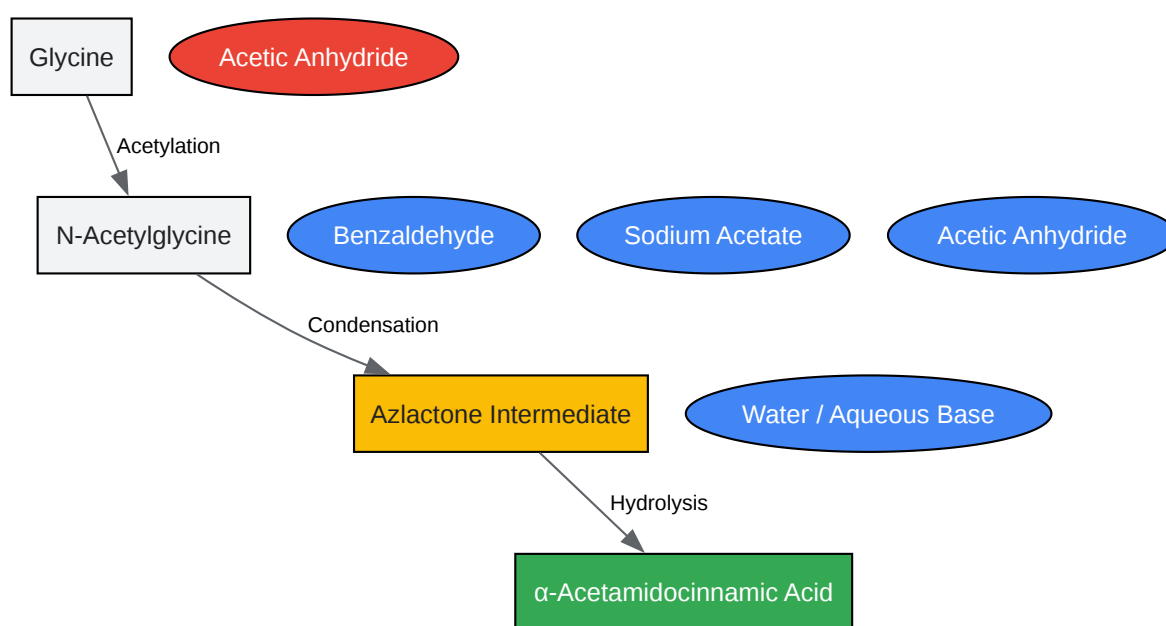 Glycine
Acetic Anhydride
Acetylation
N-Acetylglycine
Benzaldehyde
Sodium Acetate
Acetic Anhydride
Condensation
Azlactone Intermediate
Water / Aqueous Base
Hydrolysis
α-Acetamidocinnamic Acid